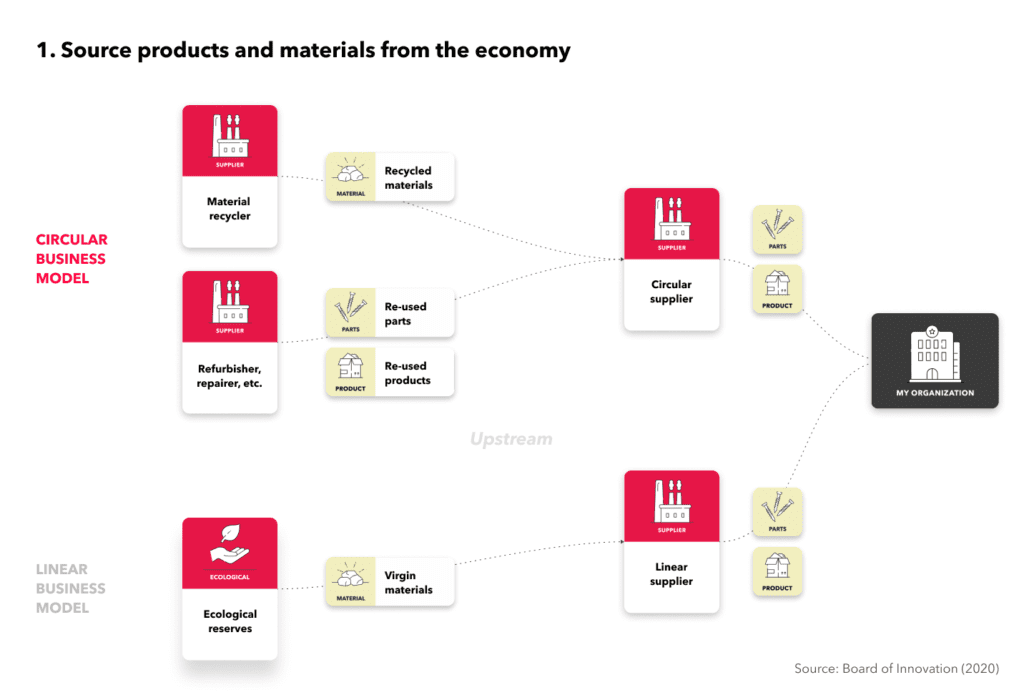 1. Source products and materials from the economy
SUPPLIER
Material
recycler
MATERIAL
Recycled
materials
CIRCULAR
BUSINESS
MODEL
SUPPLIER
Refurbisher,
repairer, etc.
PARTS
Re-used
parts
PRODUCT
Re-used
products
SUPPLIER
Circular
supplier
PARTS
PRODUCT
MY ORGANIZATION
Upstream
LINEAR
BUSINESS
MODEL
ECOLOGICAL
Ecological
reserves
MATERIAL
Virgin
materials
SUPPLIER
Linear
supplier
PARTS
PRODUCT
Source: Board of Innovation (2020)